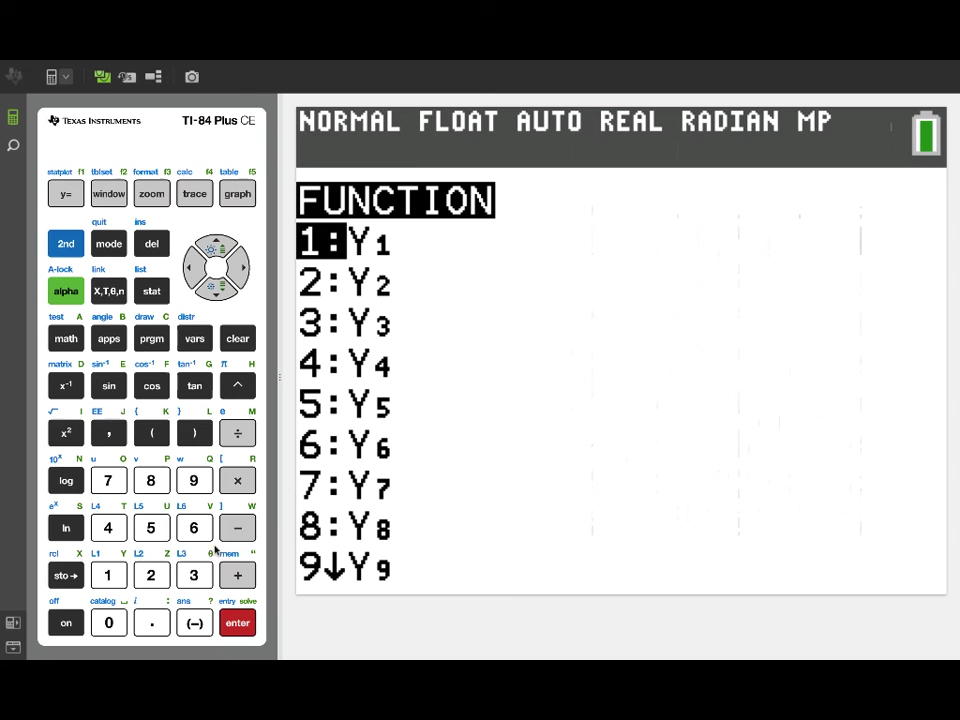 TEXAS INSTRUMENTS TI-84 Plus CE
NORMAL FLOAT AUTO REAL RADIAN MP
FUNCTION
1:Y1
2:Y2
3:Y3
4:Y4
5:Y5
6:Y6
7:Y7
8:Y8
9↓Y9
statplot f1 tblset f2 format f3 calc f4 table f5
y= window zoom trace graph
quit ins
2nd mode del
A-lock link list
alpha X,T,θ,n stat
test A angle B draw C distr
math apps prgm vars clear
matrix D sin-1 E cos-1 F tan-1 G π H
x-1 sin cos tan ^
√ I EE J { K } L e M
x2 , ( ) ÷
10x N u O v P w Q [ R
log 7 8 9 ×
ex S L4 T L5 U L6 V ] W
ln 4 5 6 −
rcl X L1 Y L2 Z L3 θ mem "
sto→ 1 2 3 +
off catalog ␣ i : ans ? entry solve
on 0 . (−) enter